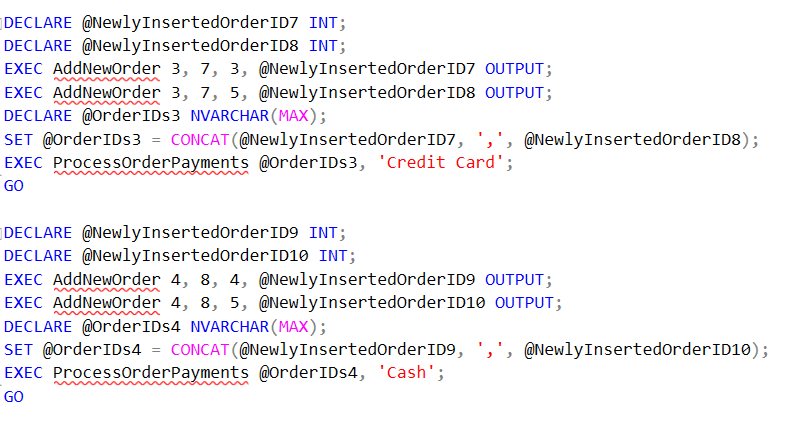 DECLARE @NewlyInsertedOrderID7 INT;
DECLARE @NewlyInsertedOrderID8 INT;
EXEC AddNewOrder 3, 7, 3, @NewlyInsertedOrderID7 OUTPUT;
EXEC AddNewOrder 3, 7, 5, @NewlyInsertedOrderID8 OUTPUT;
DECLARE @OrderIDs3 NVARCHAR(MAX);
SET @OrderIDs3 = CONCAT(@NewlyInsertedOrderID7, ',', @NewlyInsertedOrderID8);
EXEC ProcessOrderPayments @OrderIDs3, 'Credit Card';
GO
DECLARE @NewlyInsertedOrderID9 INT;
DECLARE @NewlyInsertedOrderID10 INT;
EXEC AddNewOrder 4, 8, 4, @NewlyInsertedOrderID9 OUTPUT;
EXEC AddNewOrder 4, 8, 5, @NewlyInsertedOrderID10 OUTPUT;
DECLARE @OrderIDs4 NVARCHAR(MAX);
SET @OrderIDs4 = CONCAT(@NewlyInsertedOrderID9, ',', @NewlyInsertedOrderID10);
EXEC ProcessOrderPayments @OrderIDs4, 'Cash';
GO